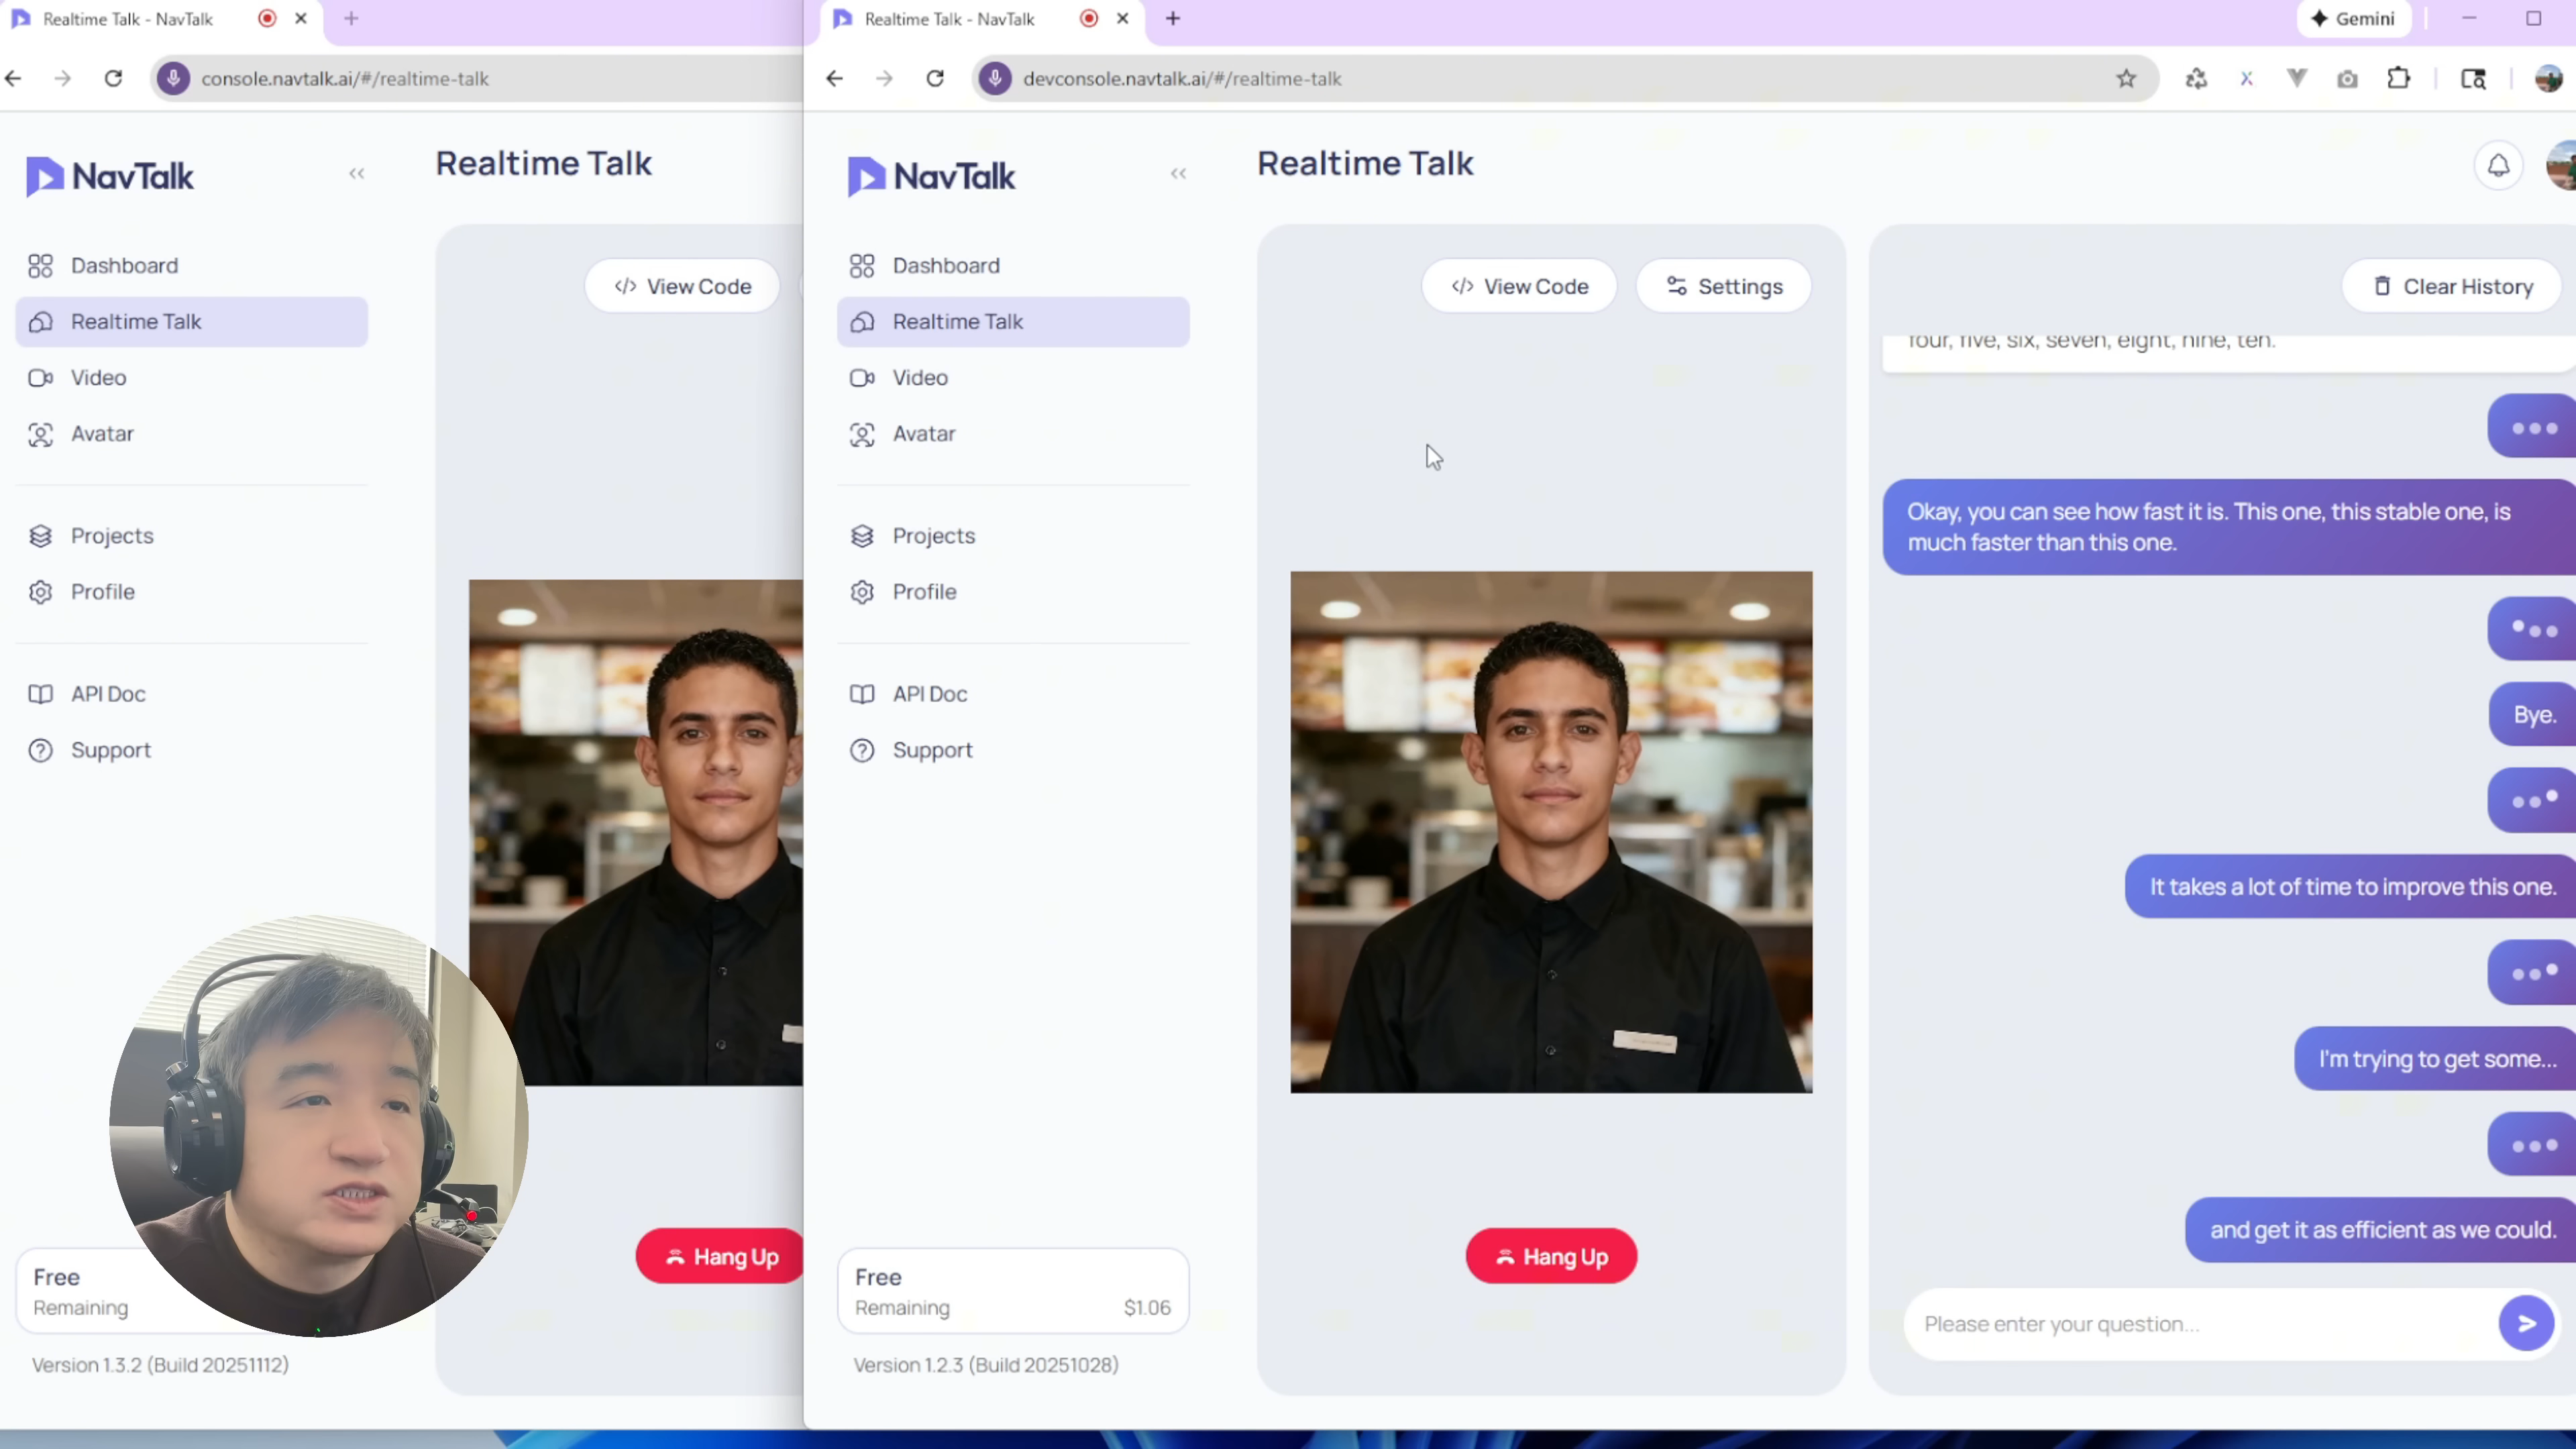 Realtime Talk - NavTalk
console.navtalk.ai/#/realtime-talk
NavTalk
Realtime Talk
Dashboard
Realtime Talk
Video
Avatar
Projects
Profile
API Doc
Support
View Code
Hang Up
Free
Remaining
Version 1.3.2 (Build 20251112)
Realtime Talk - NavTalk
Gemini
devconsole.navtalk.ai/#/realtime-talk
NavTalk
Realtime Talk
Dashboard
Realtime Talk
Video
Avatar
Projects
Profile
API Doc
Support
View Code
Settings
Hang Up
Free
Remaining
$1.06
Version 1.2.3 (Build 20251028)
Clear History
four, five, six, seven, eight, nine, ten.
Okay, you can see how fast it is. This one, this stable one, is
much faster than this one.
Bye.
It takes a lot of time to improve this one.
I'm trying to get some...
and get it as efficient as we could.
Please enter your question...